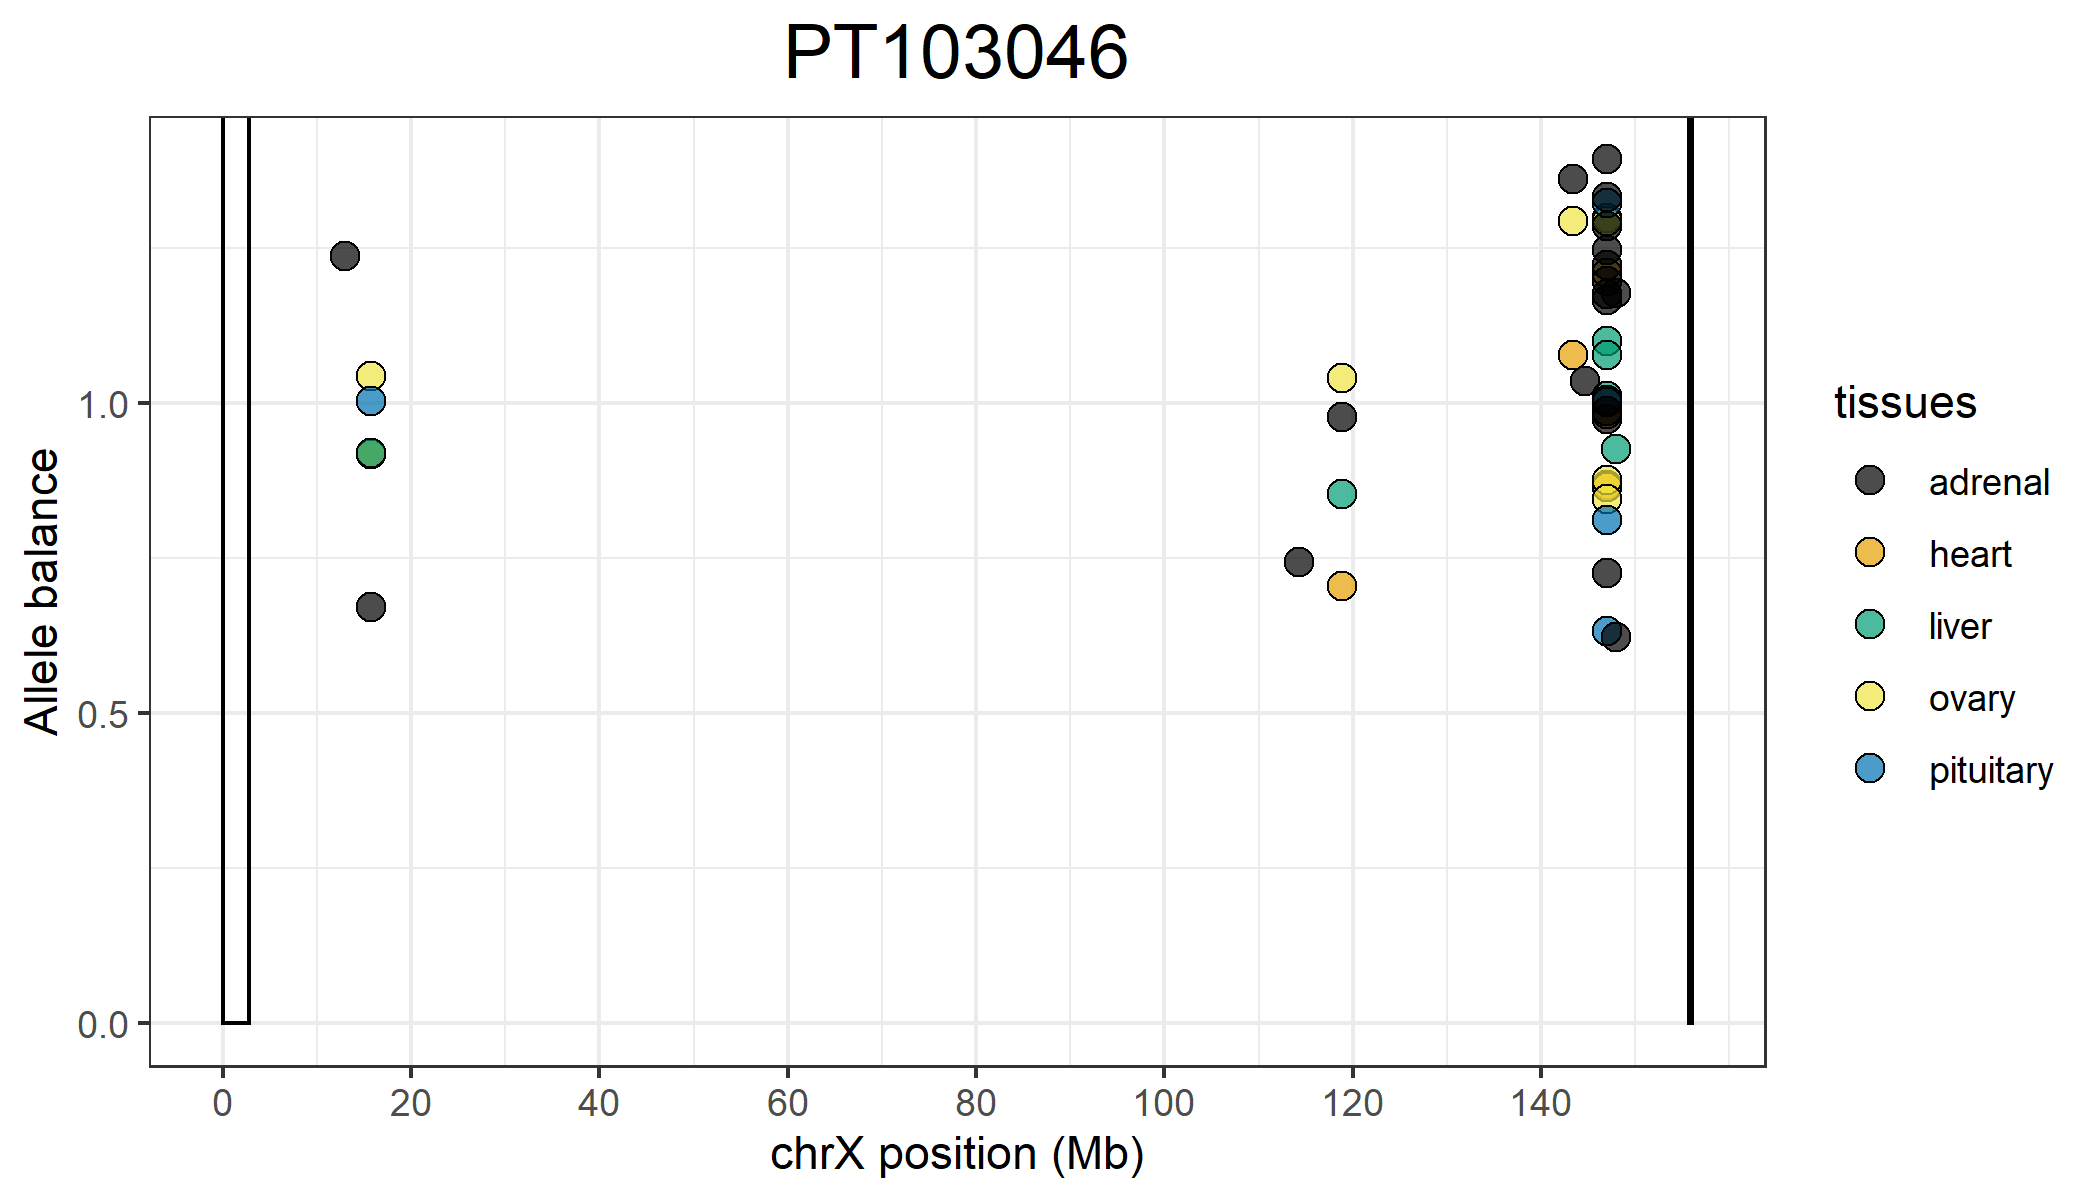 PT103046
Allele balance
1.0
0.5
0.0
0 20 40 60 80 100 120 140
chrX position (Mb)
tissues
adrenal
heart
liver
ovary
pituitary